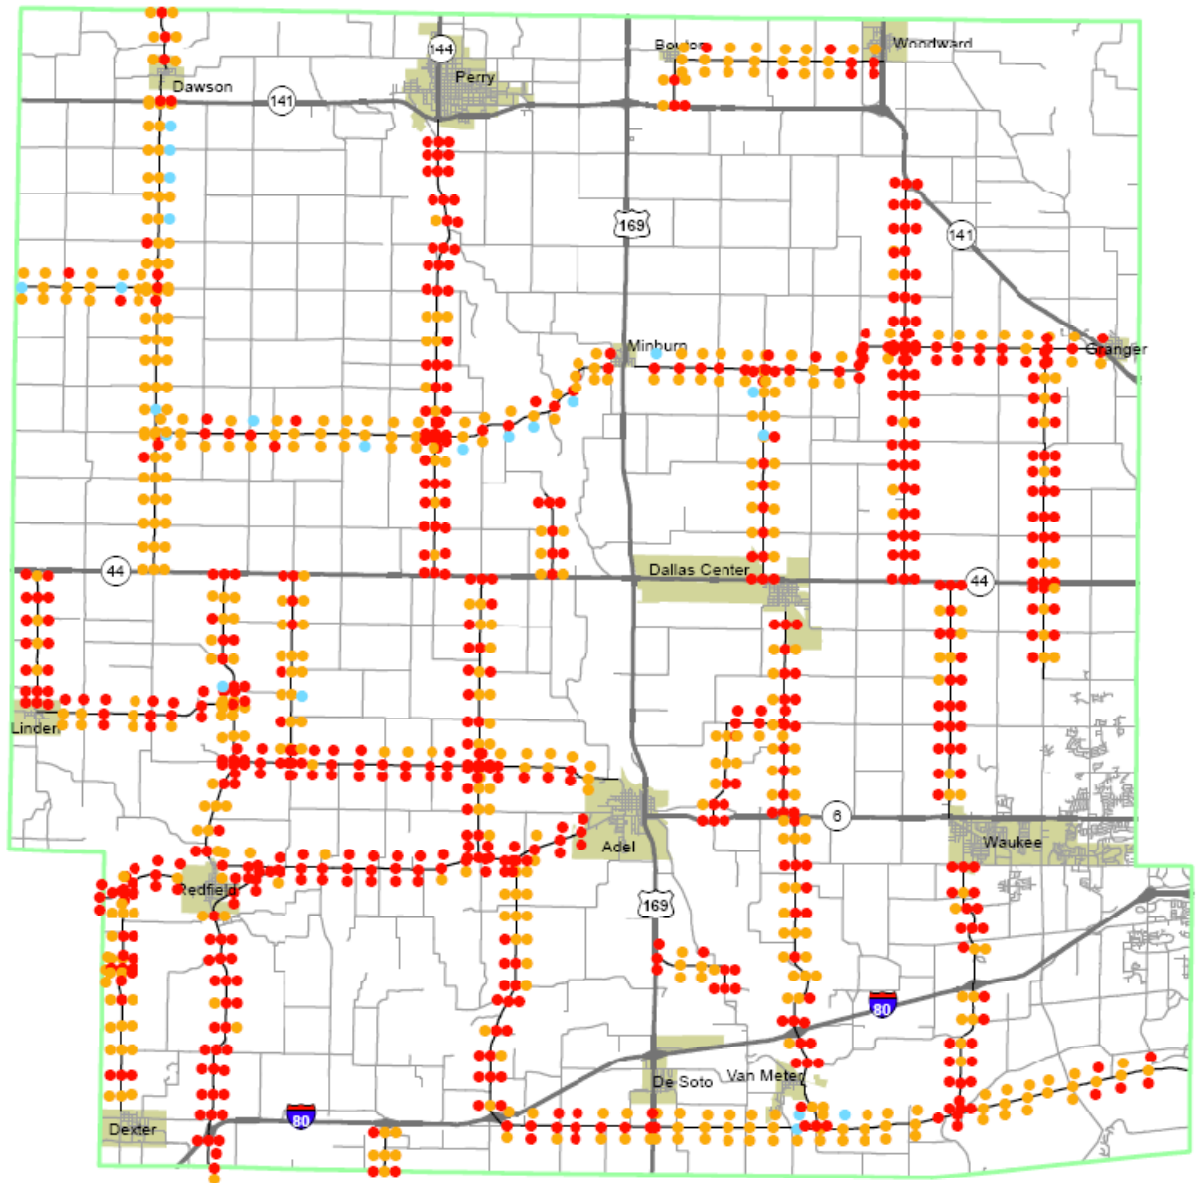 144
Bouton
Woodward
Perry
Dawson
141
169
141
Minburn
Granger
44
Dallas Center
44
Linden
6
Adel
Waukee
Redfield
169
80
De Soto
Van Meter
80
Dexter